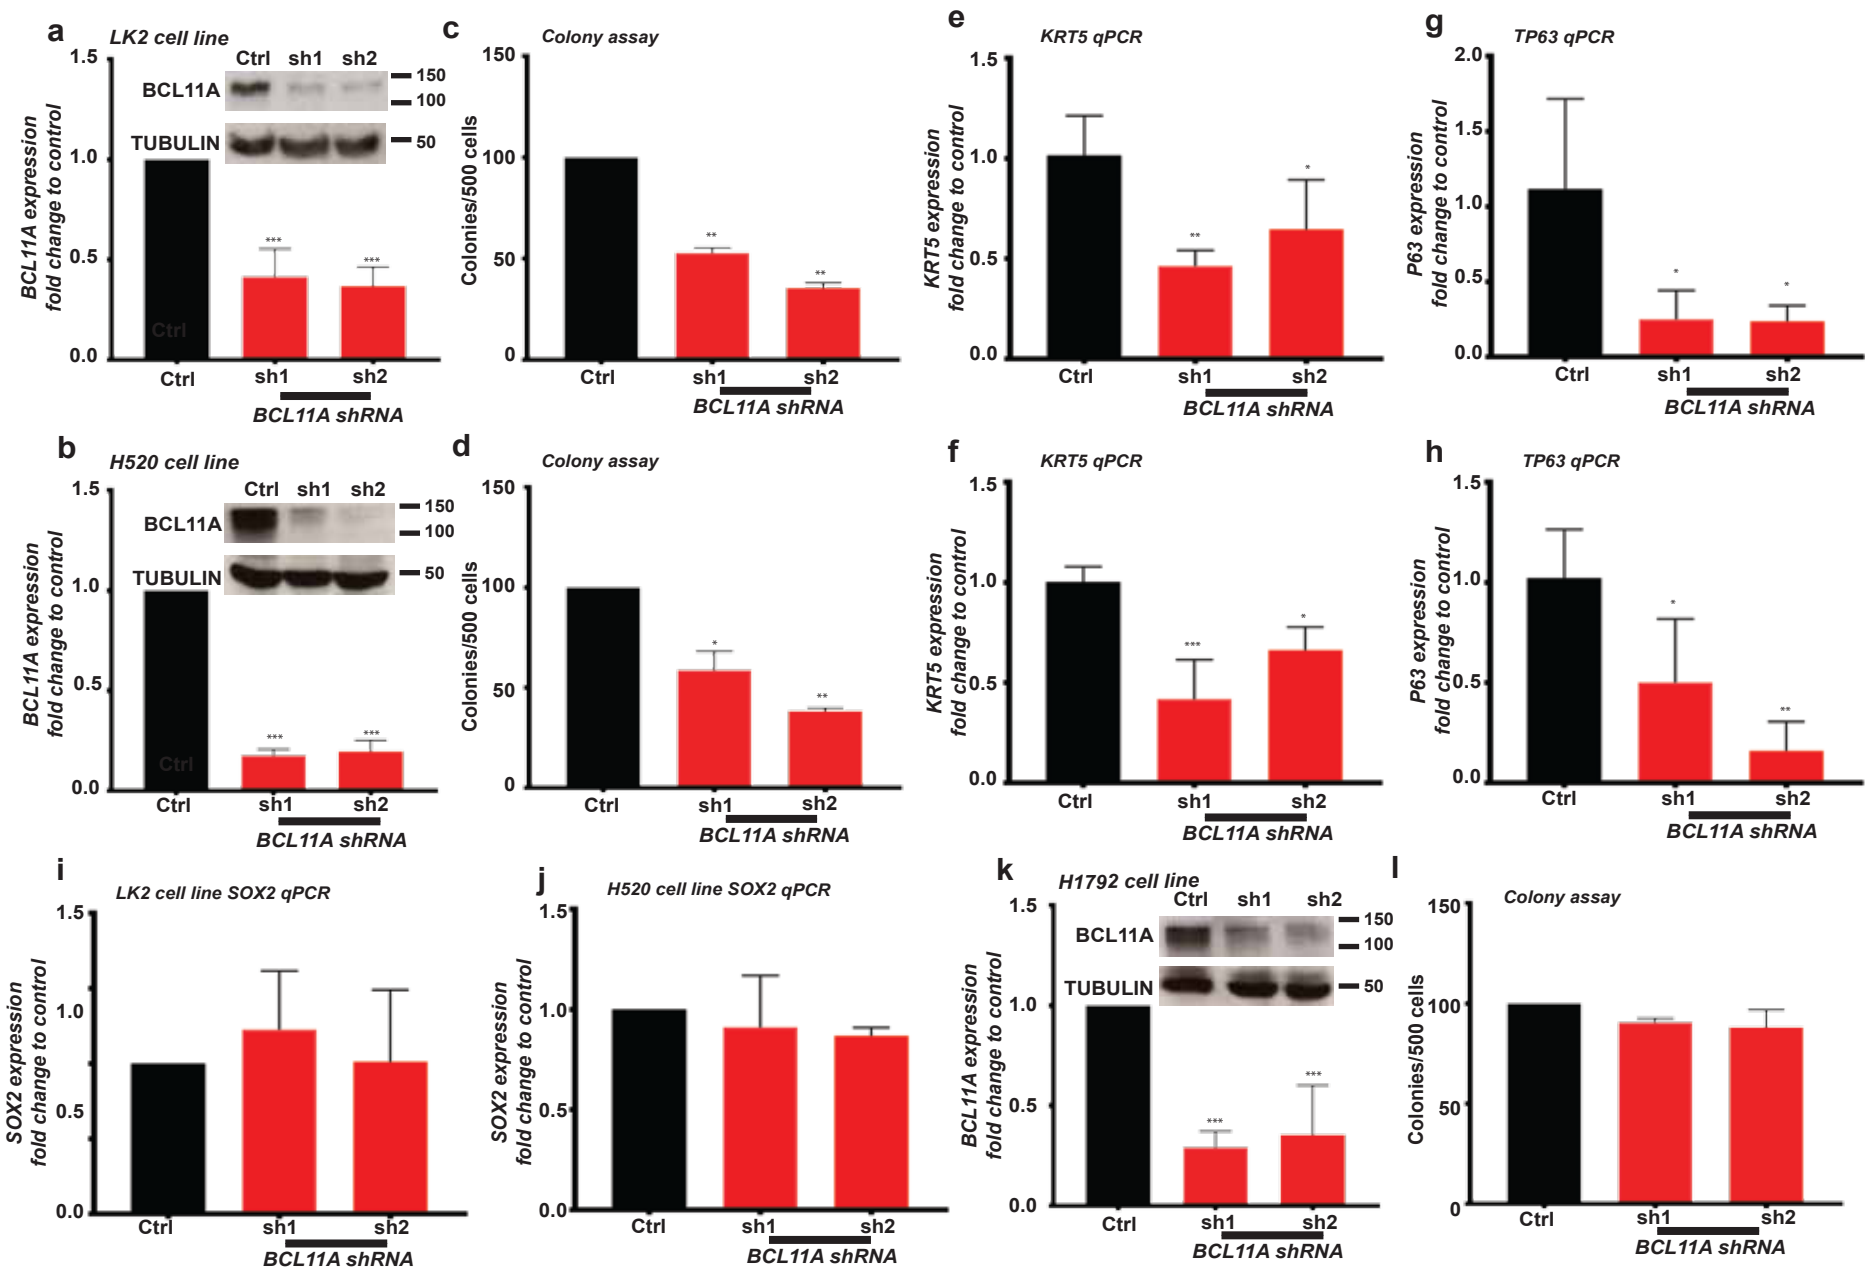 a
LK2 cell line
BCL11A expression
fold change to control
1.5
1.0
0.5
0.0
Ctrl sh1 sh2
BCL11A
150
100
TUBULIN
50
***
***
Ctrl
Ctrl sh1 sh2
BCL11A shRNA
c
Colony assay
Colonies/500 cells
150
100
50
0
**
**
Ctrl sh1 sh2
BCL11A shRNA
e
KRT5 qPCR
KRT5 expression
fold change to control
1.5
1.0
0.5
0.0
**
*
Ctrl sh1 sh2
BCL11A shRNA
g
TP63 qPCR
P63 expression
fold change to control
2.0
1.5
1.0
0.5
0.0
*
*
Ctrl sh1 sh2
BCL11A shRNA
b
H520 cell line
BCL11A expression
fold change to control
1.5
1.0
0.5
0.0
Ctrl sh1 sh2
BCL11A
150
100
TUBULIN
50
***
***
Ctrl
Ctrl sh1 sh2
BCL11A shRNA
d
Colony assay
Colonies/500 cells
150
100
50
0
*
**
Ctrl sh1 sh2
BCL11A shRNA
f
KRT5 qPCR
KRT5 expression
fold change to control
1.5
1.0
0.5
0.0
***
*
Ctrl sh1 sh2
BCL11A shRNA
h
TP63 qPCR
P63 expression
fold change to control
1.5
1.0
0.5
0.0
*
**
Ctrl sh1 sh2
BCL11A shRNA
i
LK2 cell line SOX2 qPCR
SOX2 expression
fold change to control
1.5
1.0
0.5
0.0
Ctrl sh1 sh2
BCL11A shRNA
j
H520 cell line SOX2 qPCR
SOX2 expression
fold change to control
1.5
1.0
0.5
0.0
Ctrl sh1 sh2
BCL11A shRNA
k
H1792 cell line
BCL11A expression
fold change to control
1.5
1.0
0.5
0.0
Ctrl sh1 sh2
BCL11A
150
100
TUBULIN
50
***
***
Ctrl sh1 sh2
BCL11A shRNA
l
Colony assay
Colonies/500 cells
150
100
50
0
Ctrl sh1 sh2
BCL11A shRNA